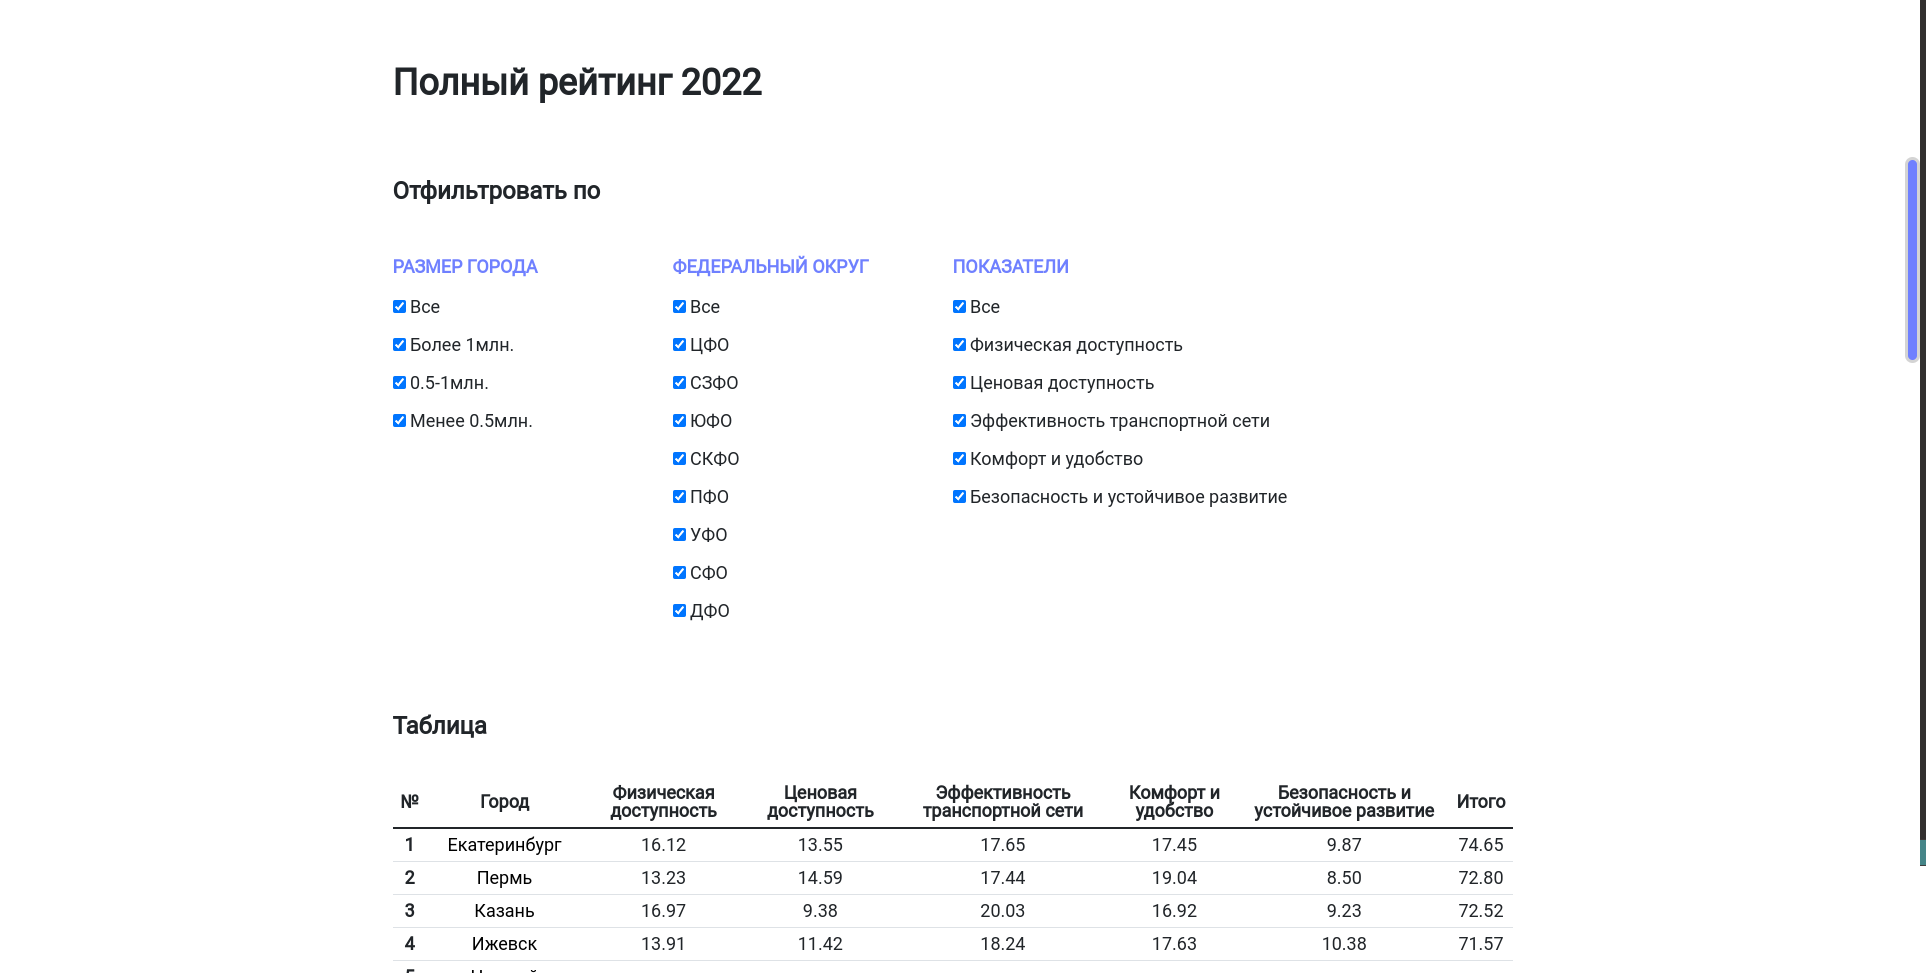 Полный рейтинг 2022
Отфильтровать по
РАЗМЕР ГОРОДА
Все
Более 1млн.
0.5-1млн.
Менее 0.5млн.
ФЕДЕРАЛЬНЫЙ ОКРУГ
Все
ЦФО
СЗФО
ЮФО
СКФО
ПФО
УФО
СФО
ДФО
ПОКАЗАТЕЛИ
Все
Физическая доступность
Ценовая доступность
Эффективность транспортной сети
Комфорт и удобство
Безопасность и устойчивое развитие
Таблица
№ Город Физическая доступность Ценовая доступность Эффективность транспортной сети Комфорт и удобство Безопасность и устойчивое развитие Итого
1 Екатеринбург 16.12 13.55 17.65 17.45 9.87 74.65
2 Пермь 13.23 14.59 17.44 19.04 8.50 72.80
3 Казань 16.97 9.38 20.03 16.92 9.23 72.52
4 Ижевск 13.91 11.42 18.24 17.63 10.38 71.57